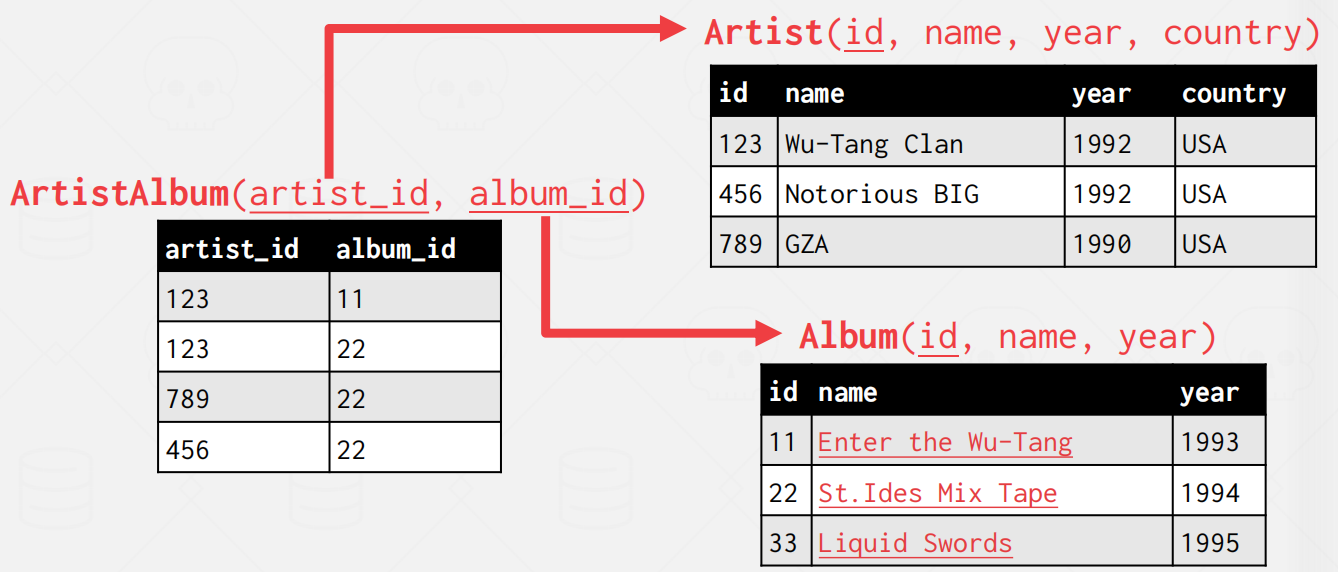 Artist(id, name, year, country)
id name year country
123 Wu-Tang Clan 1992 USA
456 Notorious BIG 1992 USA
789 GZA 1990 USA
ArtistAlbum(artist_id, album_id)
artist_id album_id
123 11
123 22
789 22
456 22
Album(id, name, year)
id name year
11 Enter the Wu-Tang 1993
22 St.Ides Mix Tape 1994
33 Liquid Swords 1995